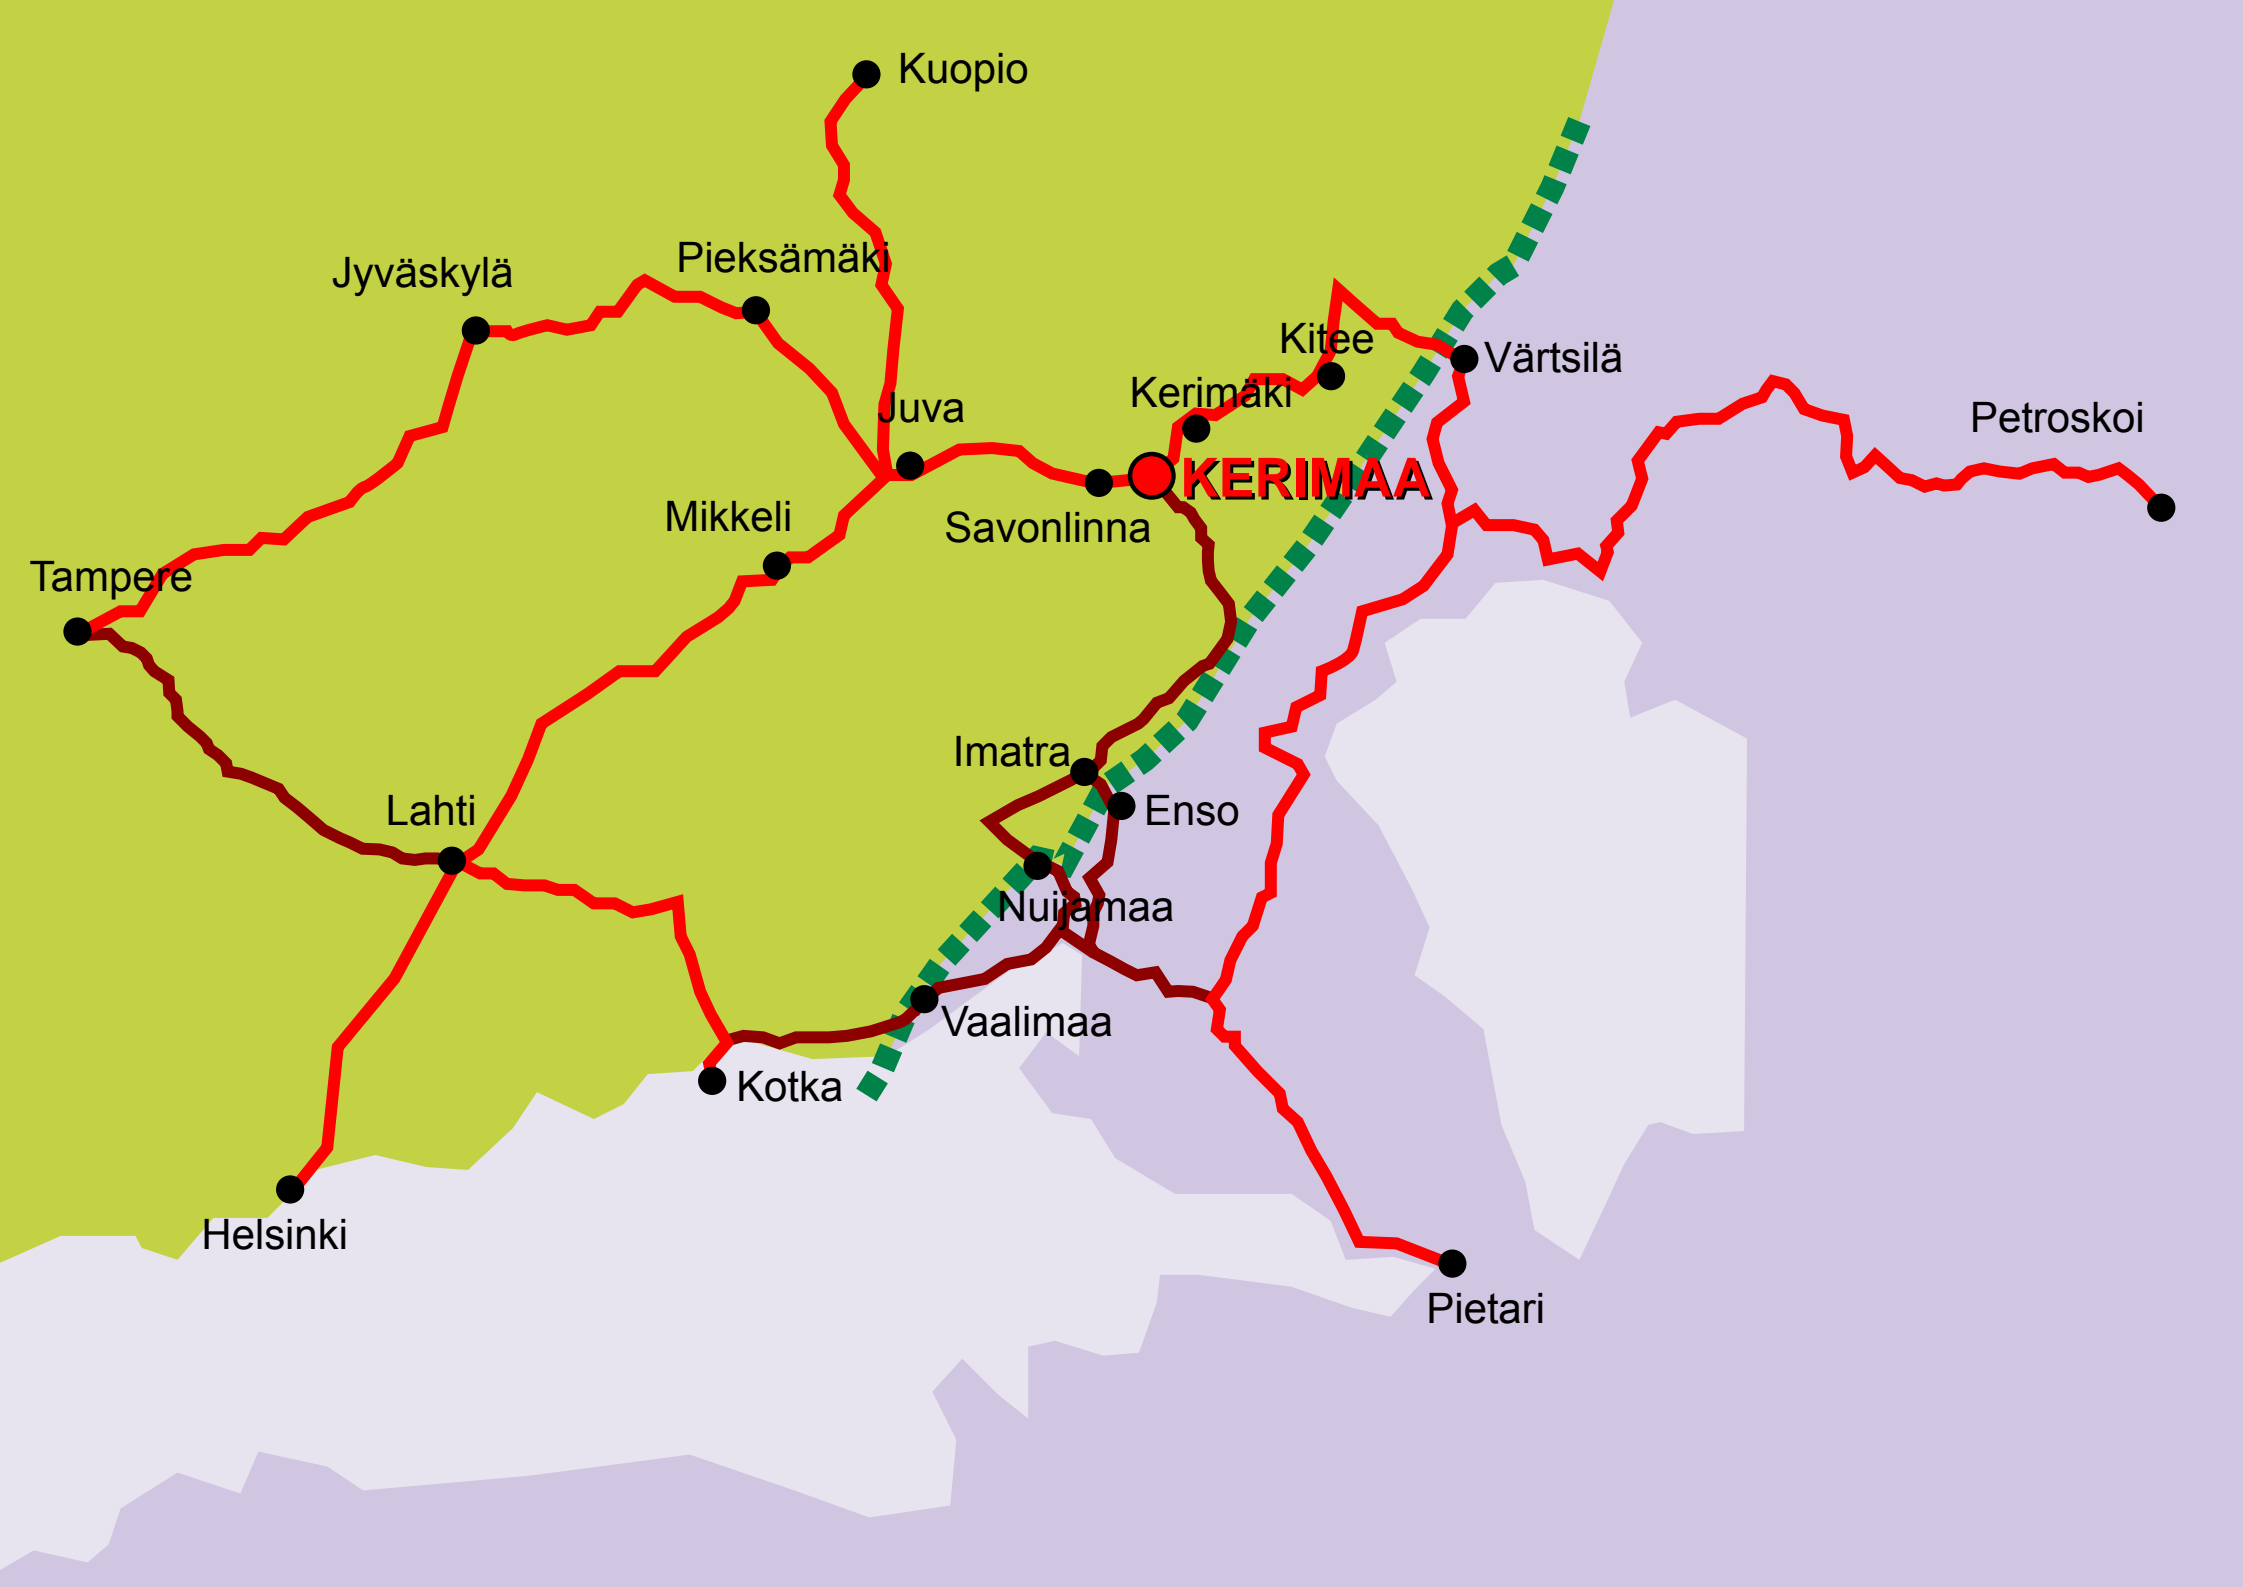 Kuopio
Pieksämäki
Jyväskylä
Kitee
Värtsilä
Kerimäki
Juva
Petroskoi
KERIMAA
Mikkeli
Savonlinna
Tampere
Imatra
Lahti
Enso
Nuijamaa
Vaalimaa
Kotka
Helsinki
Pietari